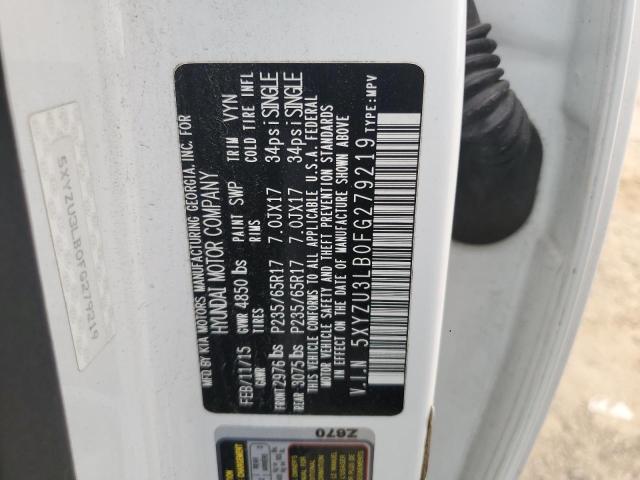 MFD BY KIA MOTORS MANUFACTURING GEORGIA, INC. FOR
HYUNDAI MOTOR COMPANY
FEB/11/15 GVWR 4850 lbs PAINT SWP TRIM VYN
GAWR TIRES RIMS COLD TIRE INFL
FRONT 2976 lbs P235/65R17 7.0JX17 34psi SINGLE
REAR 3075 lbs P235/65R17 7.0JX17 34psi SINGLE
THIS VEHICLE CONFORMS TO ALL APPLICABLE U.S.A. FEDERAL
MOTOR VEHICLE SAFETY AND THEFT PREVENTION STANDARDS
IN EFFECT ON THE DATE OF MANUFACTURE SHOWN ABOVE
V.I.N 5XYZU3LB0FG279219 TYPE:MPV
5XYZU3LB0FG279219
Z670